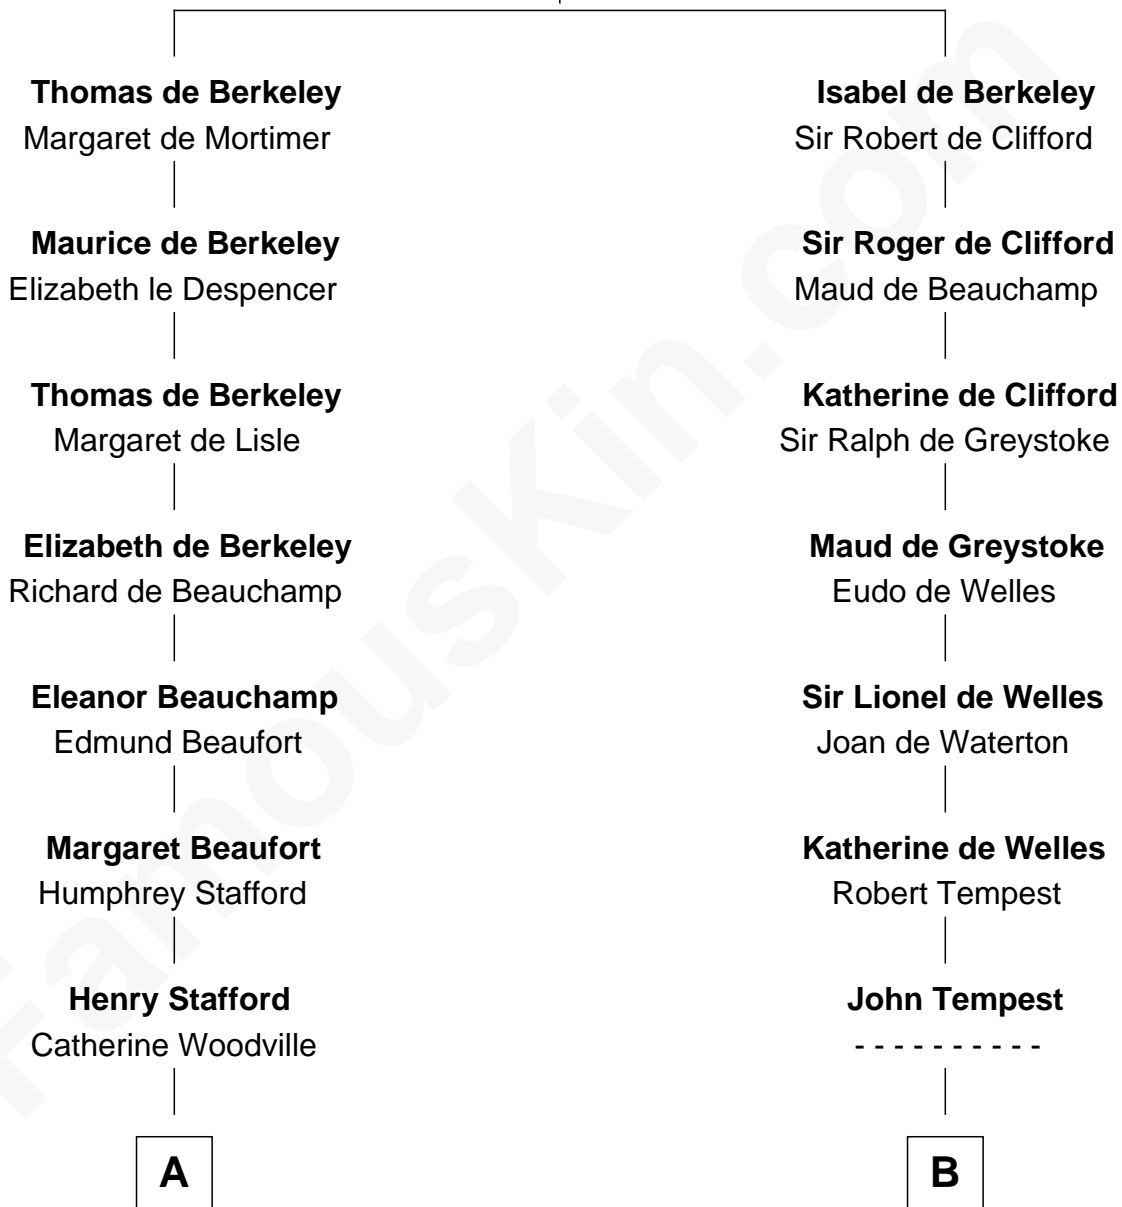 Thomas de Berkeley
Margaret de Mortimer
Maurice de Berkeley
Elizabeth le Despencer
Thomas de Berkeley
Margaret de Lisle
Elizabeth de Berkeley
Richard de Beauchamp
Eleanor Beauchamp
Edmund Beaufort
Margaret Beaufort
Humphrey Stafford
Henry Stafford
Catherine Woodville
A
Isabel de Berkeley
Sir Robert de Clifford
Sir Roger de Clifford
Maud de Beauchamp
Katherine de Clifford
Sir Ralph de Greystoke
Maud de Greystoke
Eudo de Welles
Sir Lionel de Welles
Joan de Waterton
Katherine de Welles
Robert Tempest
John Tempest
- - - - - - - - - -
B
FamousKin.com